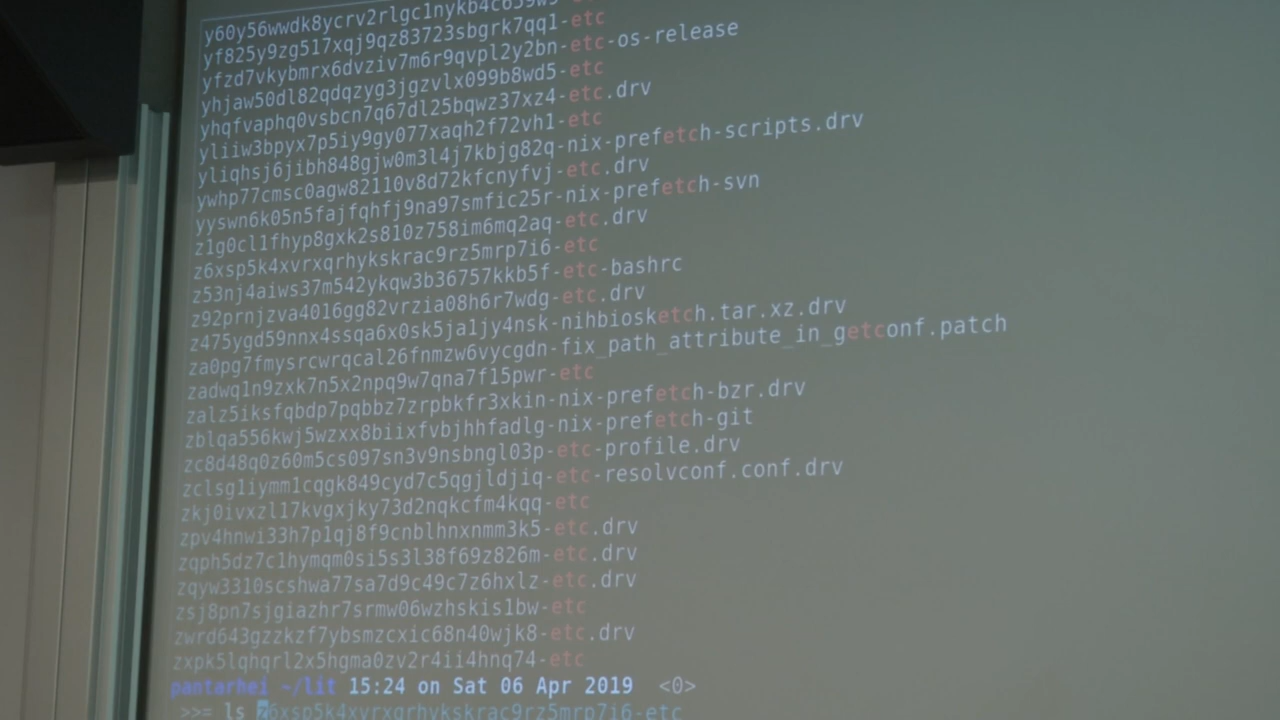 y60y56wwdk8ycrv2rlgc1nykb4c659w9-etc
yf825y9zg517xqj9qz83723sbgrk7qq1-etc
yfzd7vkybmrx6dvziv7m6r9qvpl2y2bn-etc-os-release
yhjaw50dl82qdqzyg3jgzvlx099b8wd5-etc
yhqfvaphq0vsbcn7q67dl25bqwz37xz4-etc.drv
yliiw3bpyx7p5iy9gy077xaqh2f72vh1-etc
yliqhsj6jibh848gjw0m3l4j7kbjg82q-nix-prefetch-scripts.drv
ywhp77cmsc0agw82110v8d72kfcnyfvj-etc.drv
yyswn6k05n5fajfqhfj9na97smfic25r-nix-prefetch-svn
z1g0cl1fhyp8gxk2s810z758im6mq2aq-etc.drv
z6xsp5k4xvrxqrhykskrac9rz5mrp7i6-etc
z53nj4aiws37m542ykqw3b36757kkb5f-etc-bashrc
z92prnjzva4016gg82vrzia08h6r7wdg-etc.drv
z475ygd59nnx4ssqa6x0sk5ja1jy4nsk-nihbiosketch.tar.xz.drv
za0pg7fmysrcwrqcal26fnmzw6vycgdn-fix_path_attribute_in_getconf.patch
zadwq1n9zxk7n5x2npq9w7qna7f15pwr-etc
zalz5iksfqbdp7pqbbz7zrpbkfr3xkin-nix-prefetch-bzr.drv
zblqa556kwj5wzxx8biixfvbjhhfadlg-nix-prefetch-git
zc8d48q0z60m5cs097sn3v9nsbngl03p-etc-profile.drv
zclsg1iymm1cqgk849cyd7c5qgjldjiq-etc-resolvconf.conf.drv
zkj0ivxzl17kvgxjky73d2nqkcfm4kqq-etc
zpv4hnwi33h7p1qj8f9cnblhnxnmm3k5-etc.drv
zqph5dz7c1hymqm0si5s3l38f69z826m-etc.drv
zqyw3310scshwa77sa7d9c49c7z6hxlz-etc.drv
zsj8pn7sjgiazhr7srmw06wzhskis1bw-etc
zwrd643gzzkzf7ybsmzcxic68n40wjk8-etc.drv
zxpk5lqhqrl2x5hgma0zv2r4ii4hnq74-etc
pantarhei ~/lit 15:24 on Sat 06 Apr 2019 <0>
>>= ls z6xsp5k4xvrxqrhykskrac9rz5mrp7i6-etc